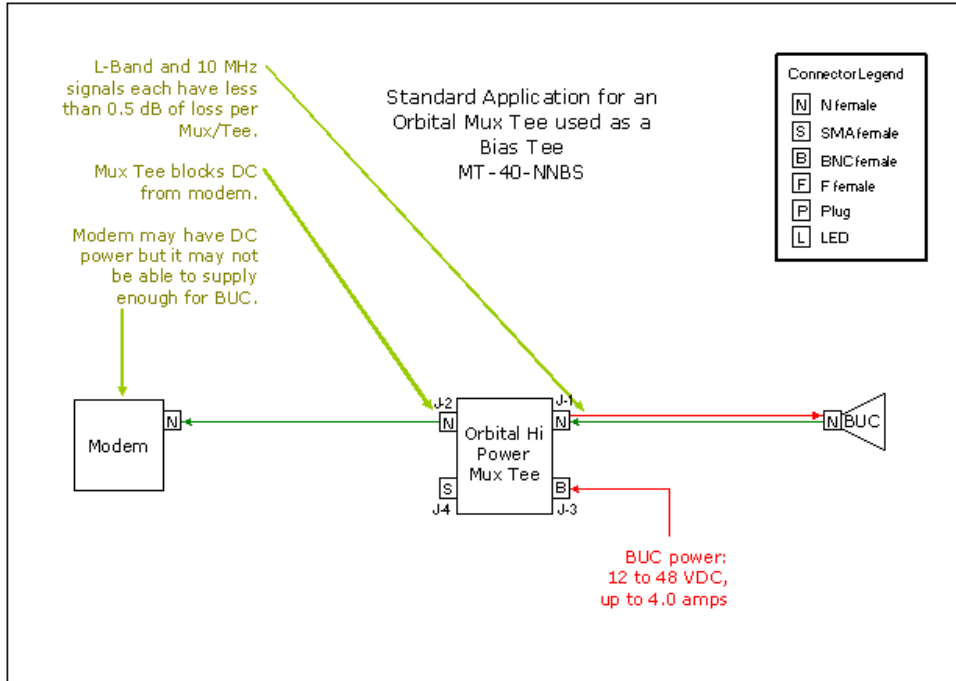 L-Band and 10 MHz
signals each have less
than 0.5 dB of loss per
Mux/Tee.
Mux Tee blocks DC
from modem.
Modem may have DC
power but it may not
be able to supply
enough for BUC.
Standard Application for an
Orbital Mux Tee used as a
Bias Tee
MT-40-NNBS
Connector Legend
N N female
S SMA female
B BNC female
F F female
P Plug
L LED
Modem
N
J-2
N
J-1
N
Orbital Hi
Power
Mux Tee
S
J-4
B
J-3
N
BUC
BUC power:
12 to 48 VDC,
up to 4.0 amps